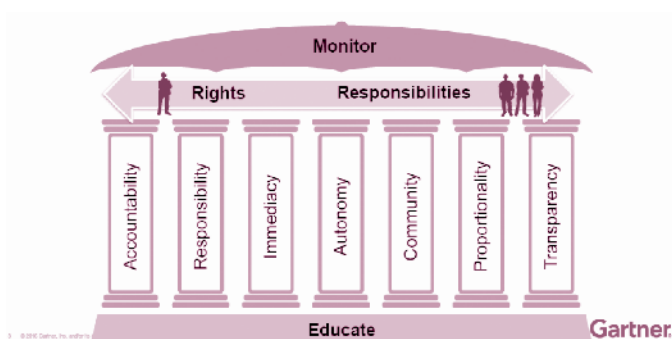 Monitor
Rights Responsibilities
Accountability
Responsibility
Immediacy
Autonomy
Community
Proportionality
Transparency
Educate
Gartner